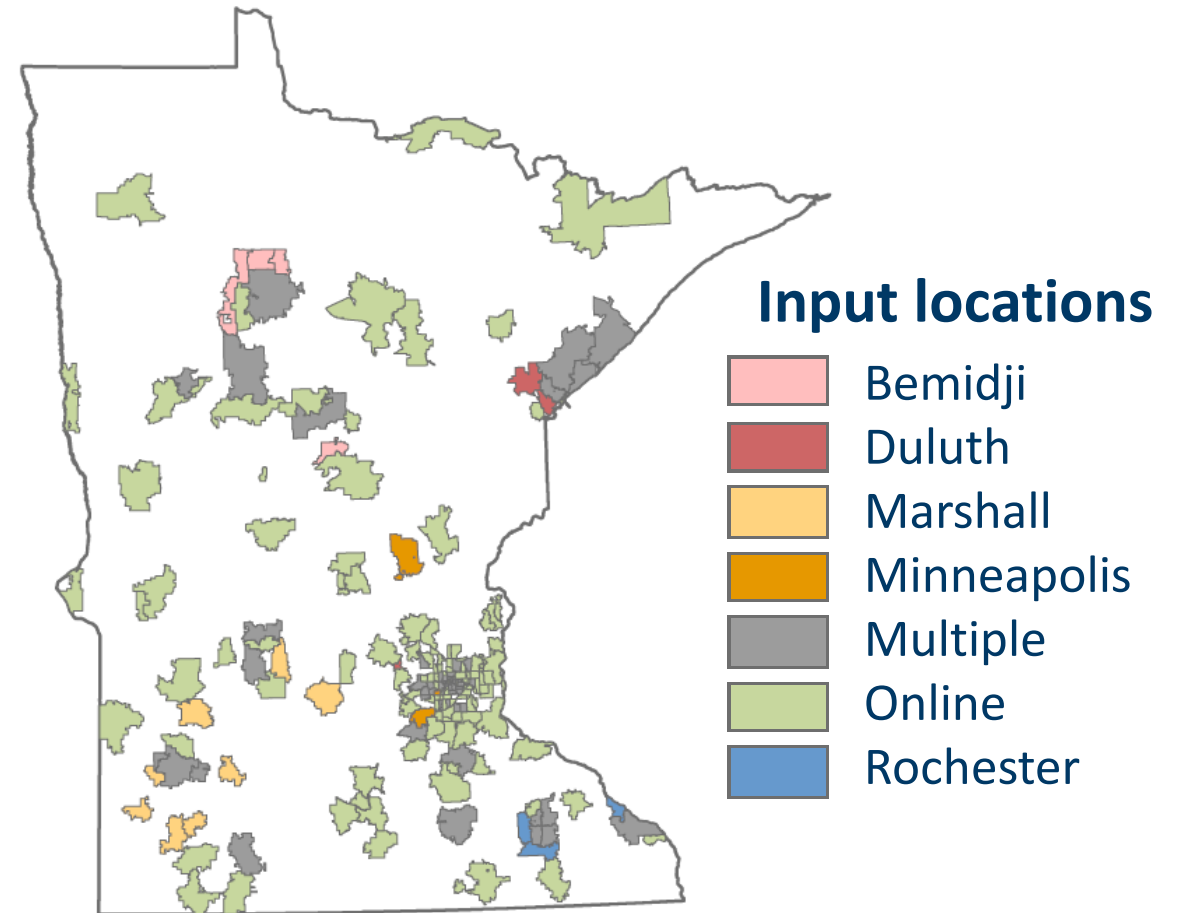 Input locations
Bemidji
Duluth
Marshall
Minneapolis
Multiple
Online
Rochester